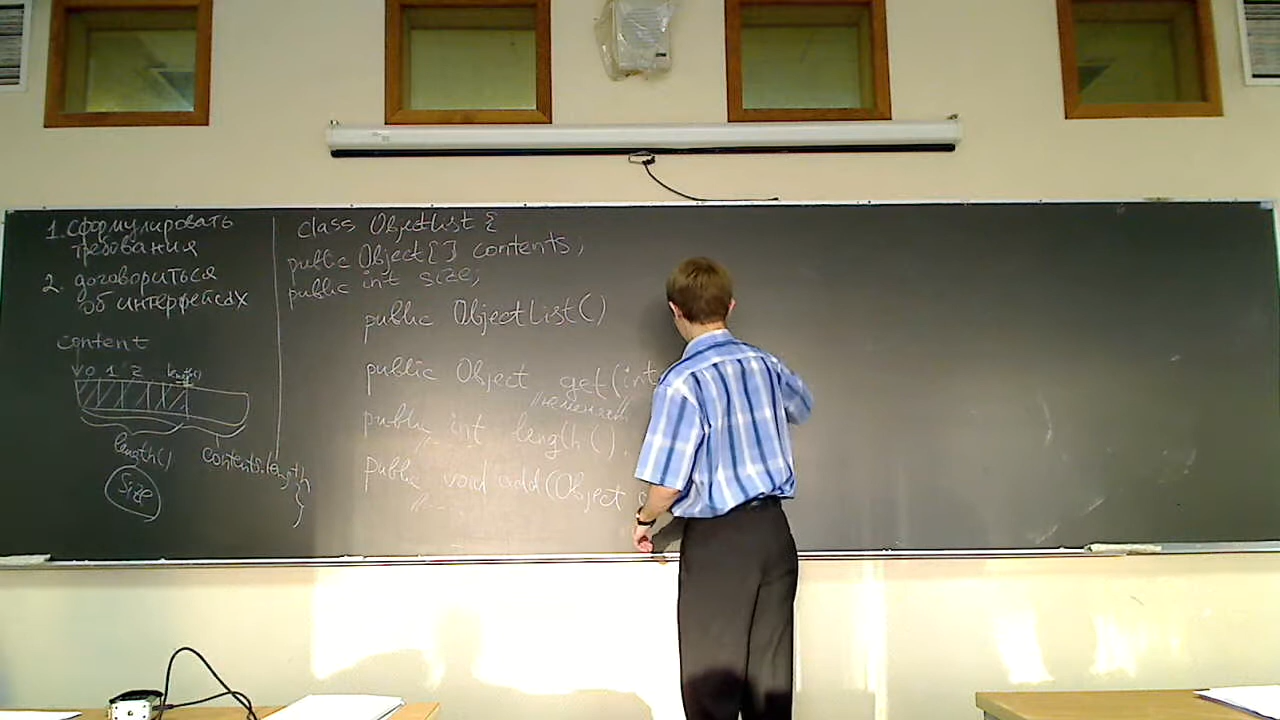 1. Сформулировать
требования
2. договориться
об интерфейсах
content
0 1 2
length()
contents.length
size
class ObjectList {
public Object[] contents;
public int size;
public ObjectList()
public Object get(int
public int length()
//
public void add(Object
//
}